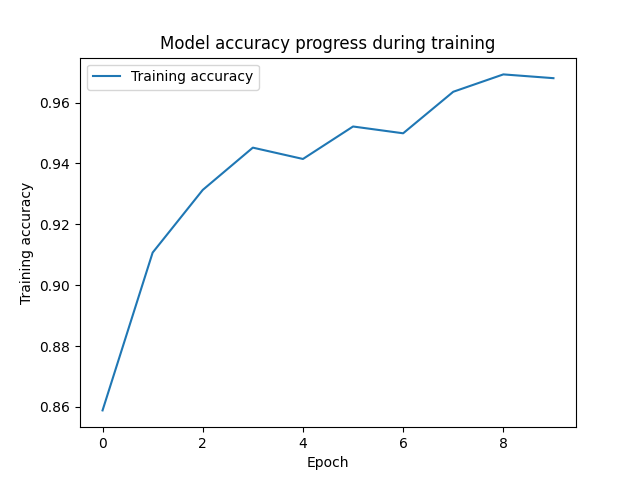 Model accuracy progress during training
Training accuracy
0.96
0.94
0.92
0.90
0.88
0.86
Training accuracy
0 2 4 6 8
Epoch